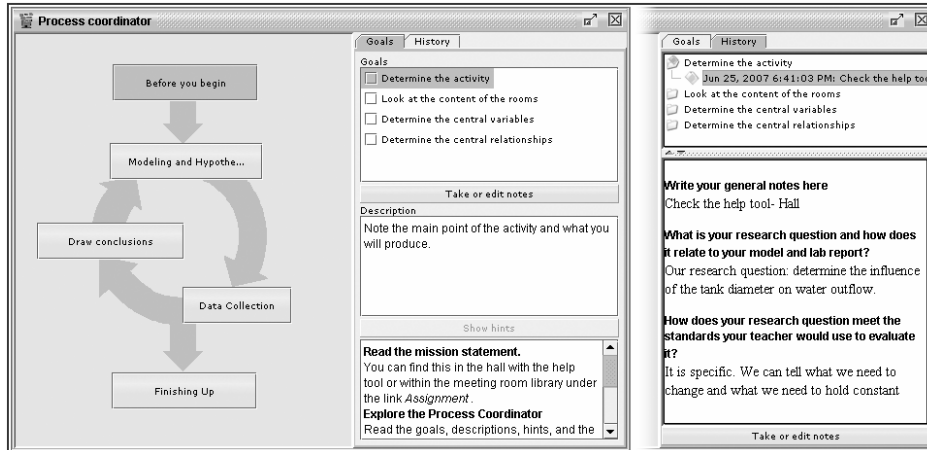 Process coordinator
Before you begin
Modeling and Hypothe...
Draw conclusions
Data Collection
Finishing Up
Goals History
Goals
Determine the activity
Look at the content of the rooms
Determine the central variables
Determine the central relationships
Take or edit notes
Description
Note the main point of the activity and what you
will produce.
Show hints
Read the mission statement.
You can find this in the hall with the help
tool or within the meeting room library under
the link Assignment .
Explore the Process Coordinator
Read the goals, descriptions, hints, and the
Goals History
Determine the activity
Jun 25, 2007 6:41:03 PM: Check the help too
Look at the content of the rooms
Determine the central variables
Determine the central relationships
Write your general notes here
Check the help tool- Hall
What is your research question and how does
it relate to your model and lab report?
Our research question: determine the influence
of the tank diameter on water outflow.
How does your research question meet the
standards your teacher would use to evaluate
it?
It is specific. We can tell what we need to
change and what we need to hold constant
Take or edit notes